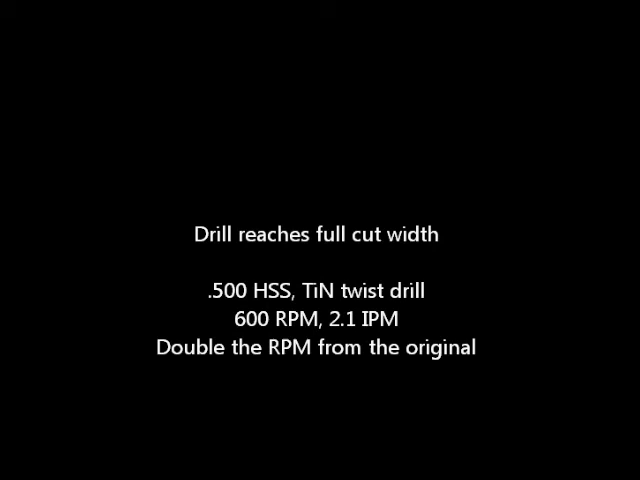 Drill reaches full cut width
.500 HSS, TiN twist drill
600 RPM, 2.1 IPM
Double the RPM from the original